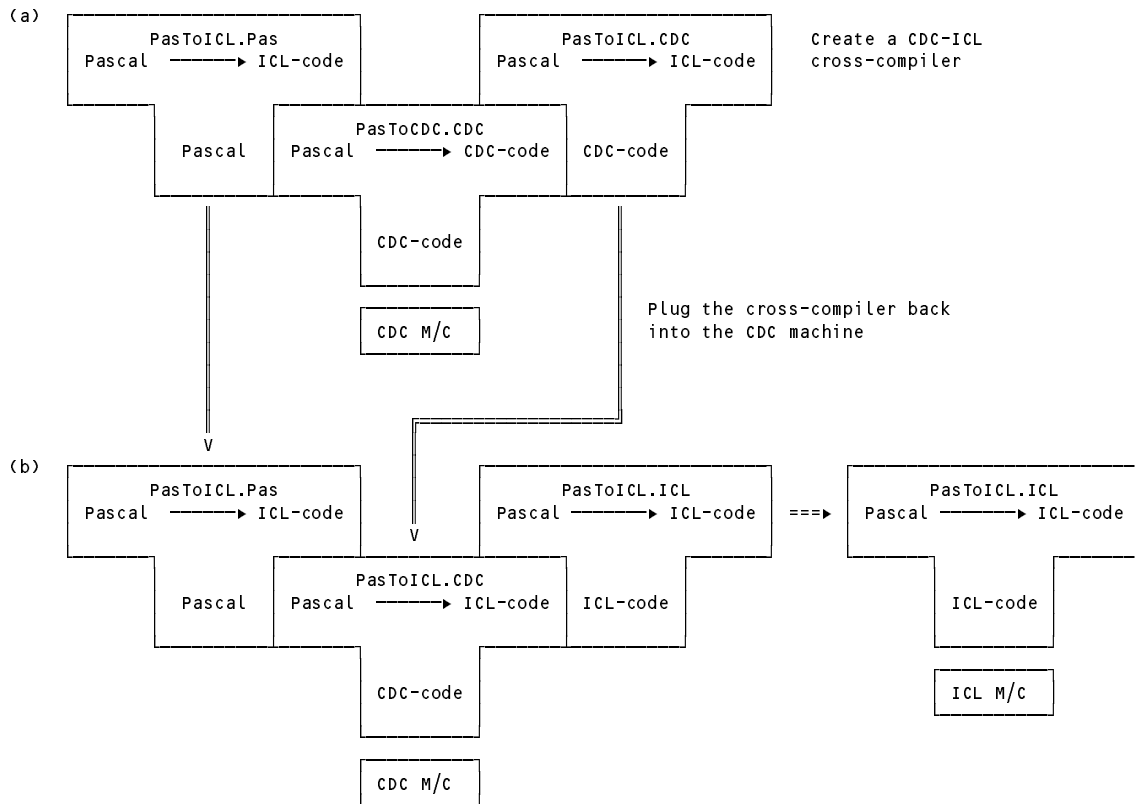 (a)
PasToICL.Pas PasToICL.CDC Create a CDC-ICL
Pascal ICL-code Pascal ICL-code cross-compiler
PasToCDC.CDC
Pascal Pascal CDC-code CDC-code
CDC-code
Plug the cross-compiler back
CDC M/C into the CDC machine
V
(b)
PasToICL.Pas PasToICL.ICL PasToICL.ICL
Pascal ICL-code Pascal ICL-code ===► Pascal ICL-code
V
PasToICL.CDC
Pascal Pascal ICL-code ICL-code ICL-code
CDC-code ICL M/C
CDC M/C